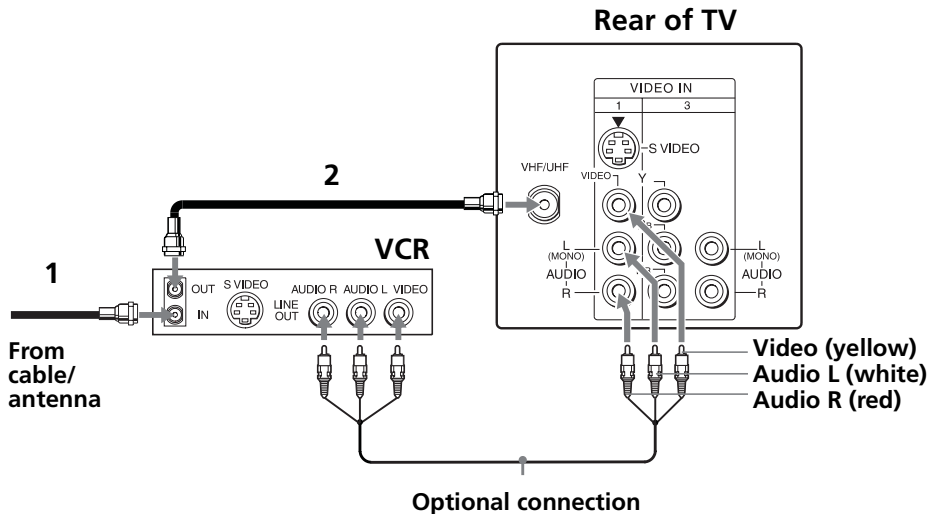 Rear of TV
VIDEO IN
1 3
S VIDEO
VHF/UHF
VIDEO
Y
L
(MONO)
AUDIO
R
L
(MONO)
AUDIO
R
2
VCR
1
OUT
IN
S VIDEO
AUDIO R AUDIO L VIDEO
LINE
OUT
From
cable/
antenna
Video (yellow)
Audio L (white)
Audio R (red)
Optional connection